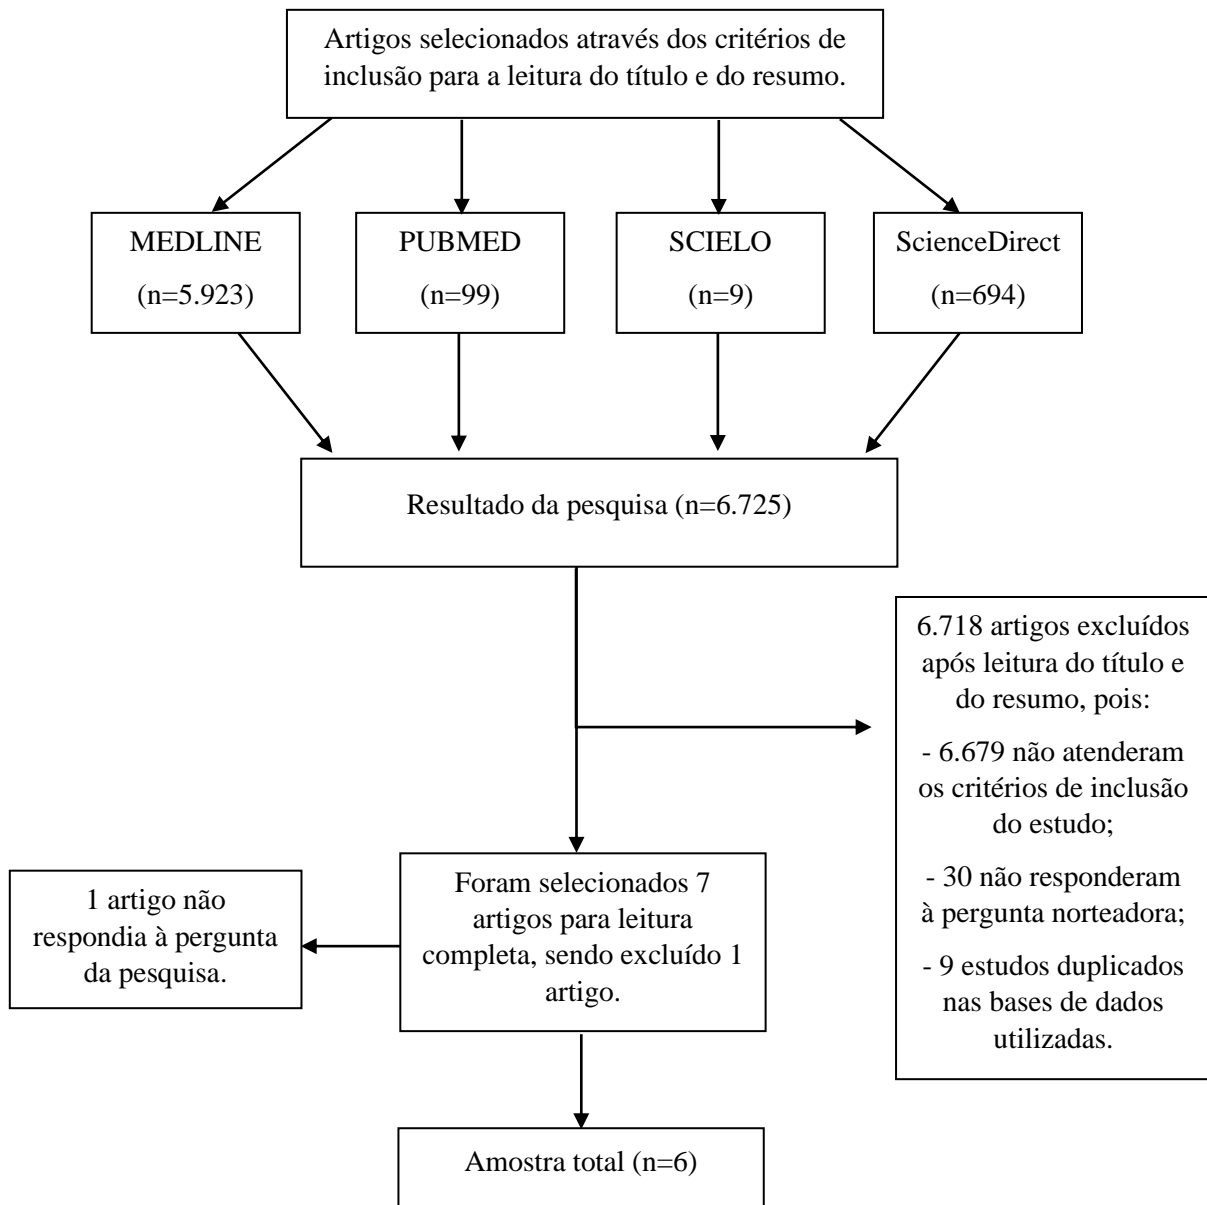 Artigos selecionados através dos critérios de
inclusão para a leitura do título e do resumo.
MEDLINE
(n=5.923)
PUBMED
(n=99)
SCIELO
(n=9)
ScienceDirect
(n=694)
Resultado da pesquisa (n=6.725)
6.718 artigos excluídos
após leitura do título e
do resumo, pois:
- 6.679 não atenderam
os critérios de inclusão
do estudo;
- 30 não responderam
à pergunta norteadora;
- 9 estudos duplicados
nas bases de dados
utilizadas.
Foram selecionados 7
artigos para leitura
completa, sendo excluído 1
artigo.
1 artigo não
respondia à pergunta
da pesquisa.
Amostra total (n=6)